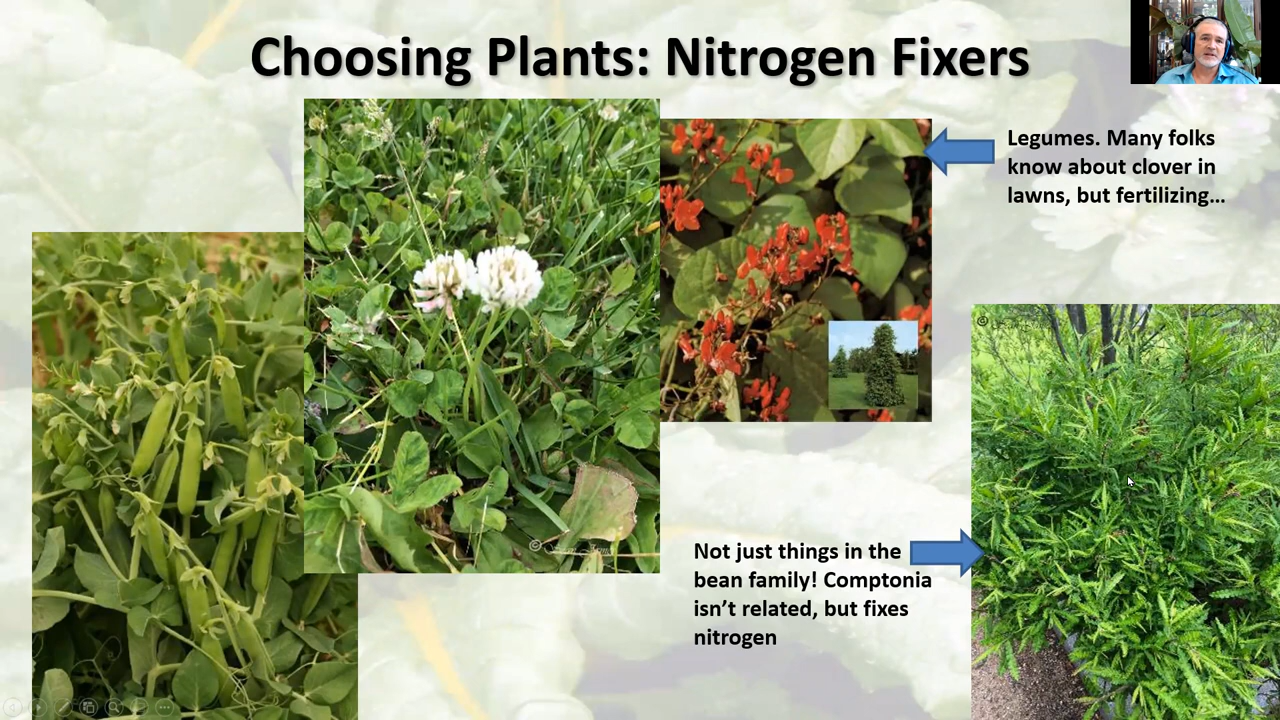 Choosing Plants: Nitrogen Fixers
Legumes. Many folks
know about clover in
lawns, but fertilizing…
Not just things in the
bean family! Comptonia
isn’t related, but fixes
nitrogen